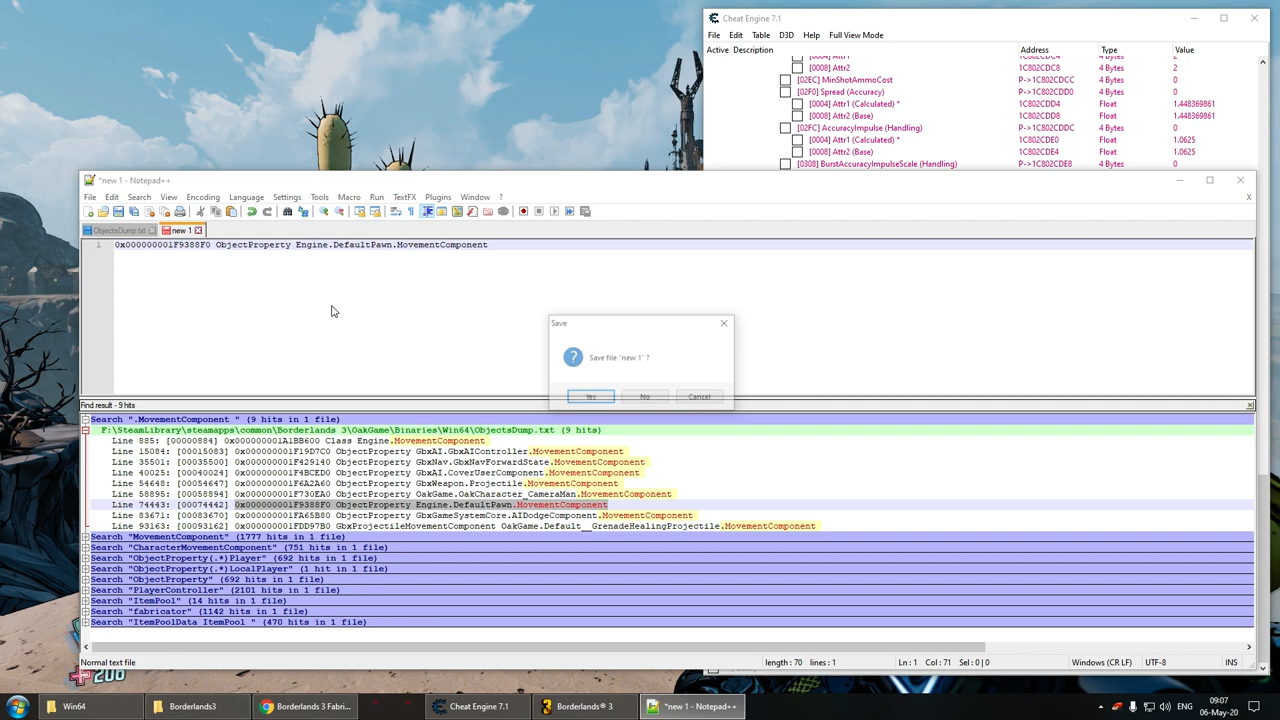 Cheat Engine 7.1
File Edit Table D3D Help Full View Mode
Active Description Address Type Value
[0004] Attr1
[0008] Attr2 1C802CDC8 4 Bytes 2
[02EC] MinShotAmmoCost P->1C802CDCC 4 Bytes 0
[02F0] Spread (Accuracy) P->1C802CDD0 4 Bytes 0
[0004] Attr1 (Calculated) * 1C802CDD4 Float 1.448369861
[0008] Attr2 (Base) 1C802CDD8 Float 1.448369861
[02FC] AccuracyImpulse (Handling) P->1C802CDDC 4 Bytes 0
[0004] Attr1 (Calculated) * 1C802CDE0 Float 1.0625
[0008] Attr2 (Base) 1C802CDE4 Float 1.0625
[0308] BurstAccuracyImpulseScale (Handling) P->1C802CDE8 4 Bytes 0
*new 1 - Notepad++
File Edit Search View Encoding Language Settings Tools Macro Run TextFX Plugins Window ? X
ObjectsDump.txt new 1
1 0x000000001F9388F0 ObjectProperty Engine.DefaultPawn.MovementComponent
Save
Save file "new 1" ?
Yes No Cancel
Find result - 9 hits
Search ".MovementComponent " (9 hits in 1 file)
F:\SteamLibrary\steamapps\common\Borderlands 3\OakGame\Binaries\Win64\ObjectsDump.txt (9 hits)
Line 885: [00000884] 0x000000001A1BB600 Class Engine.MovementComponent
Line 15084: [00015083] 0x000000001F19D7C0 ObjectProperty GbxAI.GbxAIController.MovementComponent
Line 35501: [00035500] 0x000000001F429140 ObjectProperty GbxNav.GbxNavForwardState.MovementComponent
Line 40025: [00040024] 0x000000001F4BCED0 ObjectProperty GbxAI.CoverUserComponent.MovementComponent
Line 54648: [00054647] 0x000000001F6A2A60 ObjectProperty GbxWeapon.Projectile.MovementComponent
Line 58895: [00058894] 0x000000001F730EA0 ObjectProperty OakGame.OakCharacter_CameraMan.MovementComponent
Line 74443: [00074442] 0x000000001F9388F0 ObjectProperty Engine.DefaultPawn.MovementComponent
Line 83671: [00083670] 0x000000001FA65B80 ObjectProperty GbxGameSystemCore.AIDodgeComponent.MovementComponent
Line 93163: [00093162] 0x000000001FDD97B0 GbxProjectileMovementComponent OakGame.Default__GrenadeHealingProjectile.MovementComponent
Search "MovementComponent" (1777 hits in 1 file)
Search "CharacterMovementComponent" (751 hits in 1 file)
Search "ObjectProperty(.*)Player" (692 hits in 1 file)
Search "ObjectProperty(.*)LocalPlayer" (1 hit in 1 file)
Search "ObjectProperty" (692 hits in 1 file)
Search "PlayerController" (2101 hits in 1 file)
Search "ItemPool" (14 hits in 1 file)
Search "fabricator" (1142 hits in 1 file)
Search "ItemPoolData ItemPool " (470 hits in 1 file)
Normal text file length : 70 lines : 1 Ln : 1 Col : 71 Sel : 0 | 0 Windows (CR LF) UTF-8 INS
Win64 Borderlands3 Borderlands 3 Fabri... Cheat Engine 7.1 Borderlands® 3 *new 1 - Notepad++ ENG 09:07
06-May-20